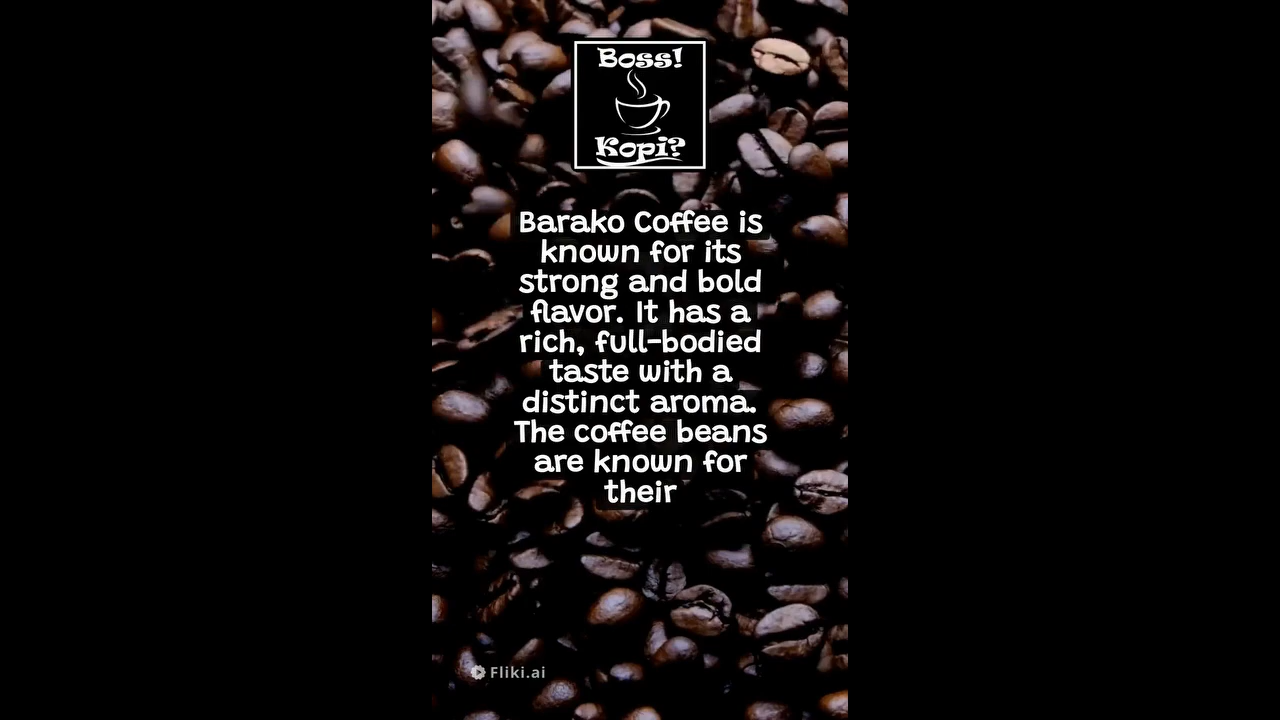 Boss!
Kopi?
Barako Coffee is
known for its
strong and bold
flavor. It has a
rich, full-bodied
taste with a
distinct aroma.
The coffee beans
are known for
their
Fliki.ai